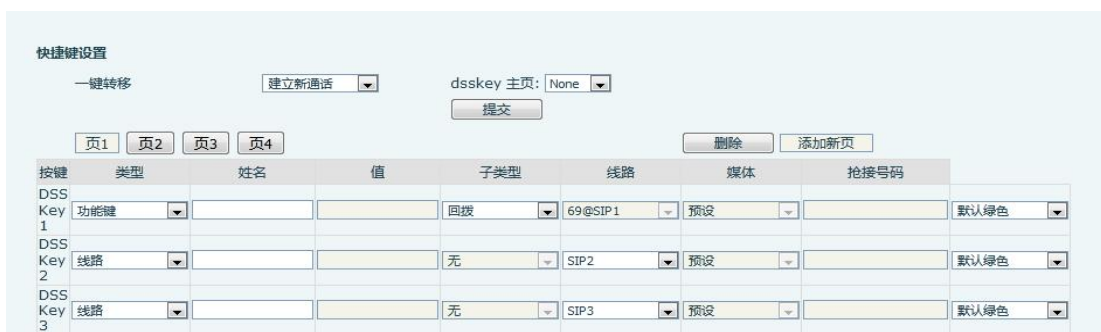 快捷键设置
一键转移 建立新通话 dsskey 主页: None
提交
页1 页2 页3 页4 删除 添加新页
按键 类型 姓名 值 子类型 线路 媒体 抢接号码
DSS
Key 功能键 回拨 69@SIP1 预设 默认绿色
1
DSS
Key 线路 无 SIP2 预设 默认绿色
2
DSS
Key 线路 无 SIP3 预设 默认绿色
3